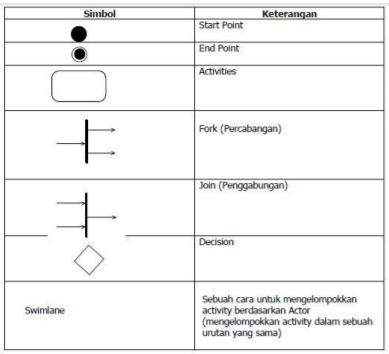 Simbol Keterangan
Start Point
End Point
Activities
Fork (Percabangan)
Join (Penggabungan)
Decision
Swimlane
Sebuah cara untuk mengelompokkan
activity berdasarkan Actor
(mengelompokkan activity dalam sebuah
urutan yang sama)